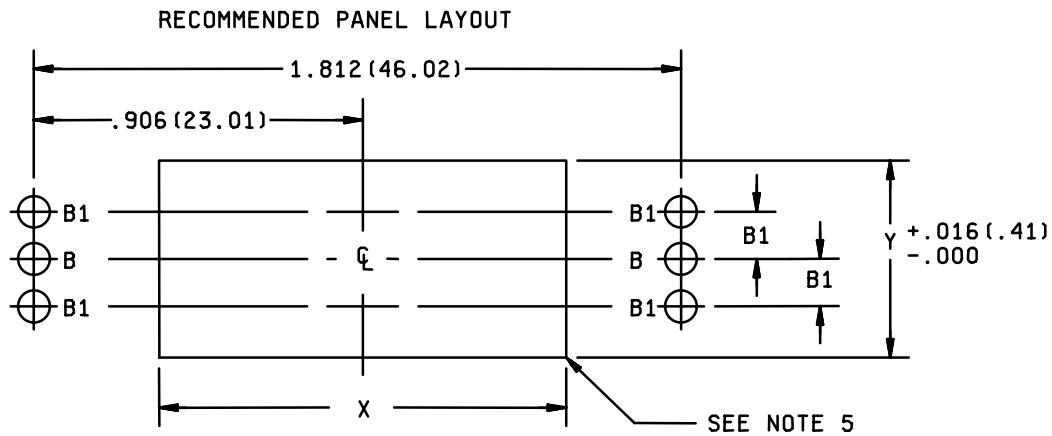 RECOMMENDED PANEL LAYOUT
1.812(46.02)
.906(23.01)
B1 B1
B1
B ℄ B
Y +.016(.41)
-.000
B1
B1 B1
X
SEE NOTE 5